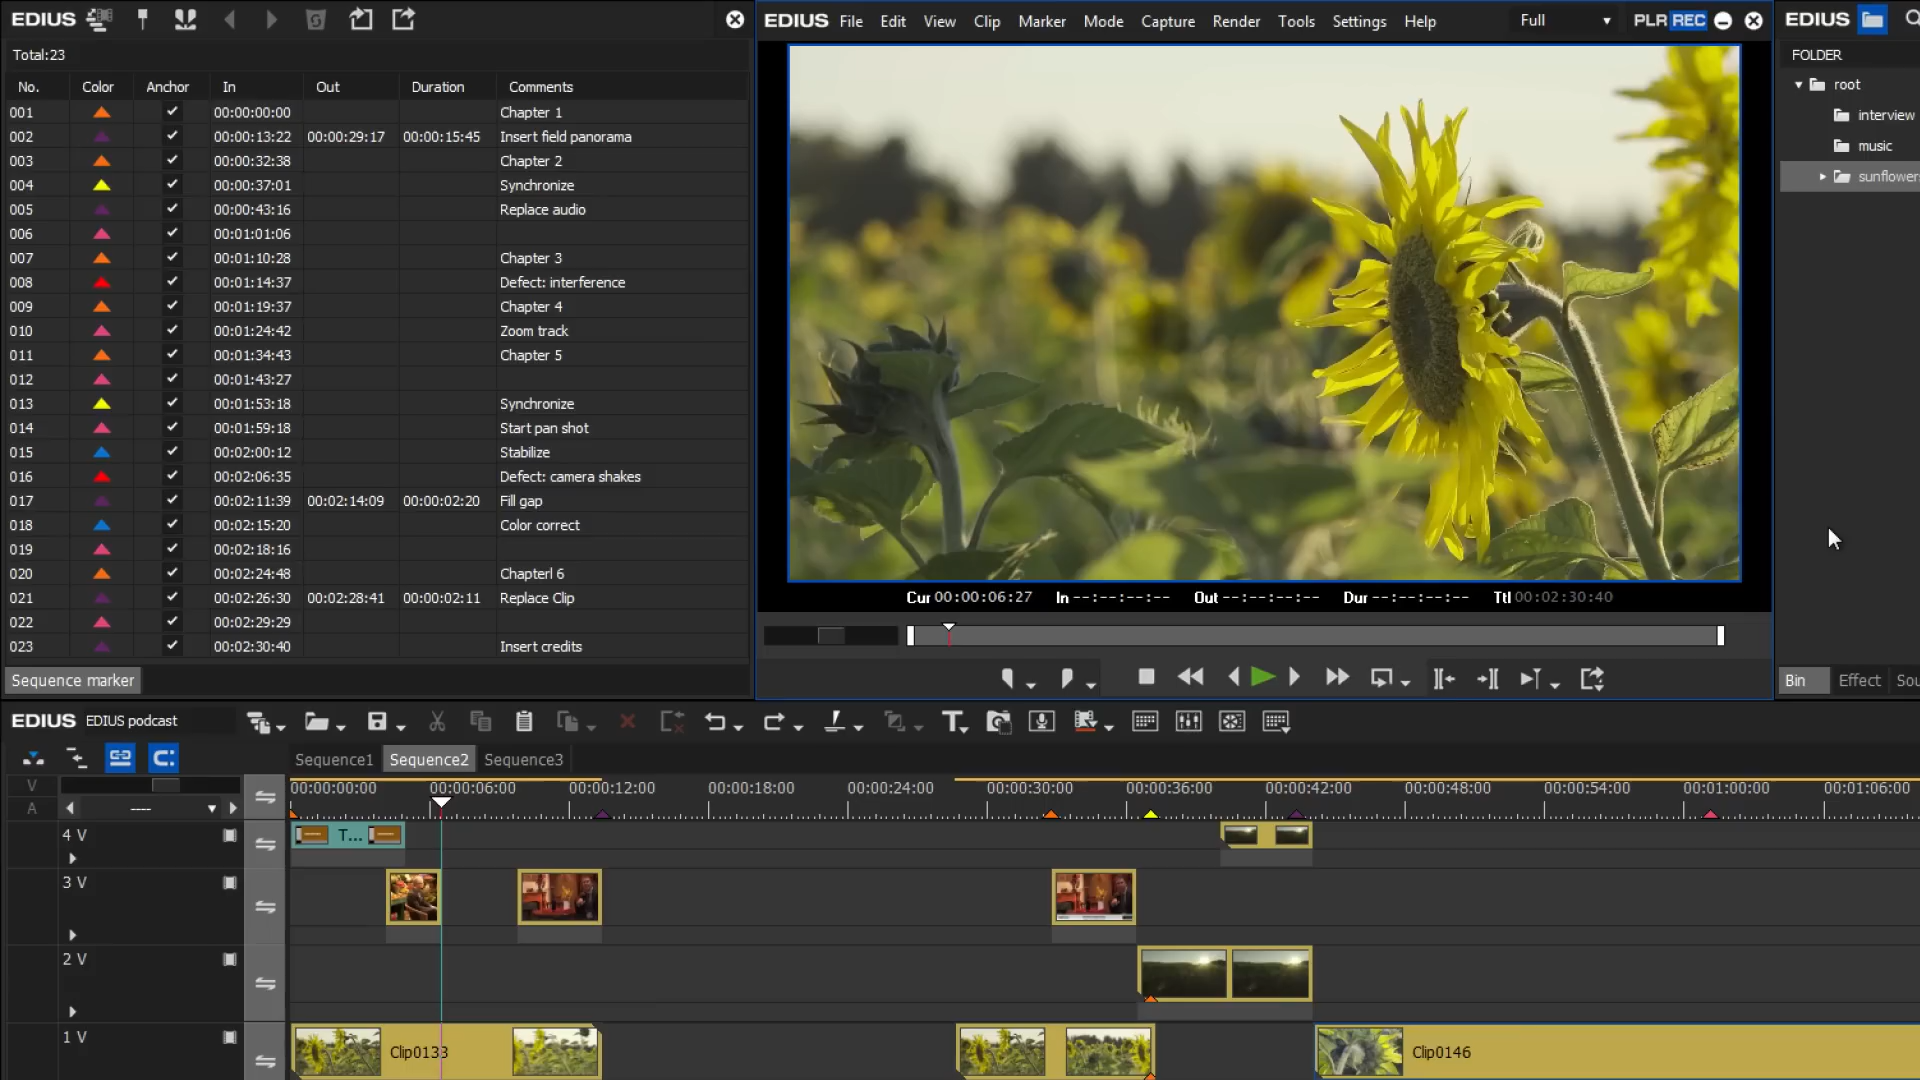 EDIUS
Total:23
No. Color Anchor In Out Duration Comments
001 00:00:00:00 Chapter 1
002 00:00:13:22 00:00:29:17 00:00:15:45 Insert field panorama
003 00:00:32:38 Chapter 2
004 00:00:37:01 Synchronize
005 00:00:43:16 Replace audio
006 00:01:01:06
007 00:01:10:28 Chapter 3
008 00:01:14:37 Defect: interference
009 00:01:19:37 Chapter 4
010 00:01:24:42 Zoom track
011 00:01:34:43 Chapter 5
012 00:01:43:27
013 00:01:53:18 Synchronize
014 00:01:59:18 Start pan shot
015 00:02:00:12 Stabilize
016 00:02:06:35 Defect: camera shakes
017 00:02:11:39 00:02:14:09 00:00:02:20 Fill gap
018 00:02:15:20 Color correct
019 00:02:18:16
020 00:02:24:48 Chapterl 6
021 00:02:26:30 00:02:28:41 00:00:02:11 Replace Clip
022 00:02:29:29
023 00:02:30:40 Insert credits
Sequence marker
EDIUS File Edit View Clip Marker Mode Capture Render Tools Settings Help Full PLR REC
Cur 00:00:06:27 In --:--:--:-- Out --:--:--:-- Dur --:--:--:-- Ttl 00:02:30:40
EDIUS
FOLDER
root
interview
music
sunflowers
Bin Effect Sou
EDIUS EDIUS podcast
Sequence1 Sequence2 Sequence3
V 00:00:00:00 00:00:06:00 00:00:12:00 00:00:18:00 00:00:24:00 00:00:30:00 00:00:36:00 00:00:42:00 00:00:48:00 00:00:54:00 00:01:00:00 00:01:06:00
A ----
4 V T...
3 V
2 V
1 V Clip0133 Clip0146